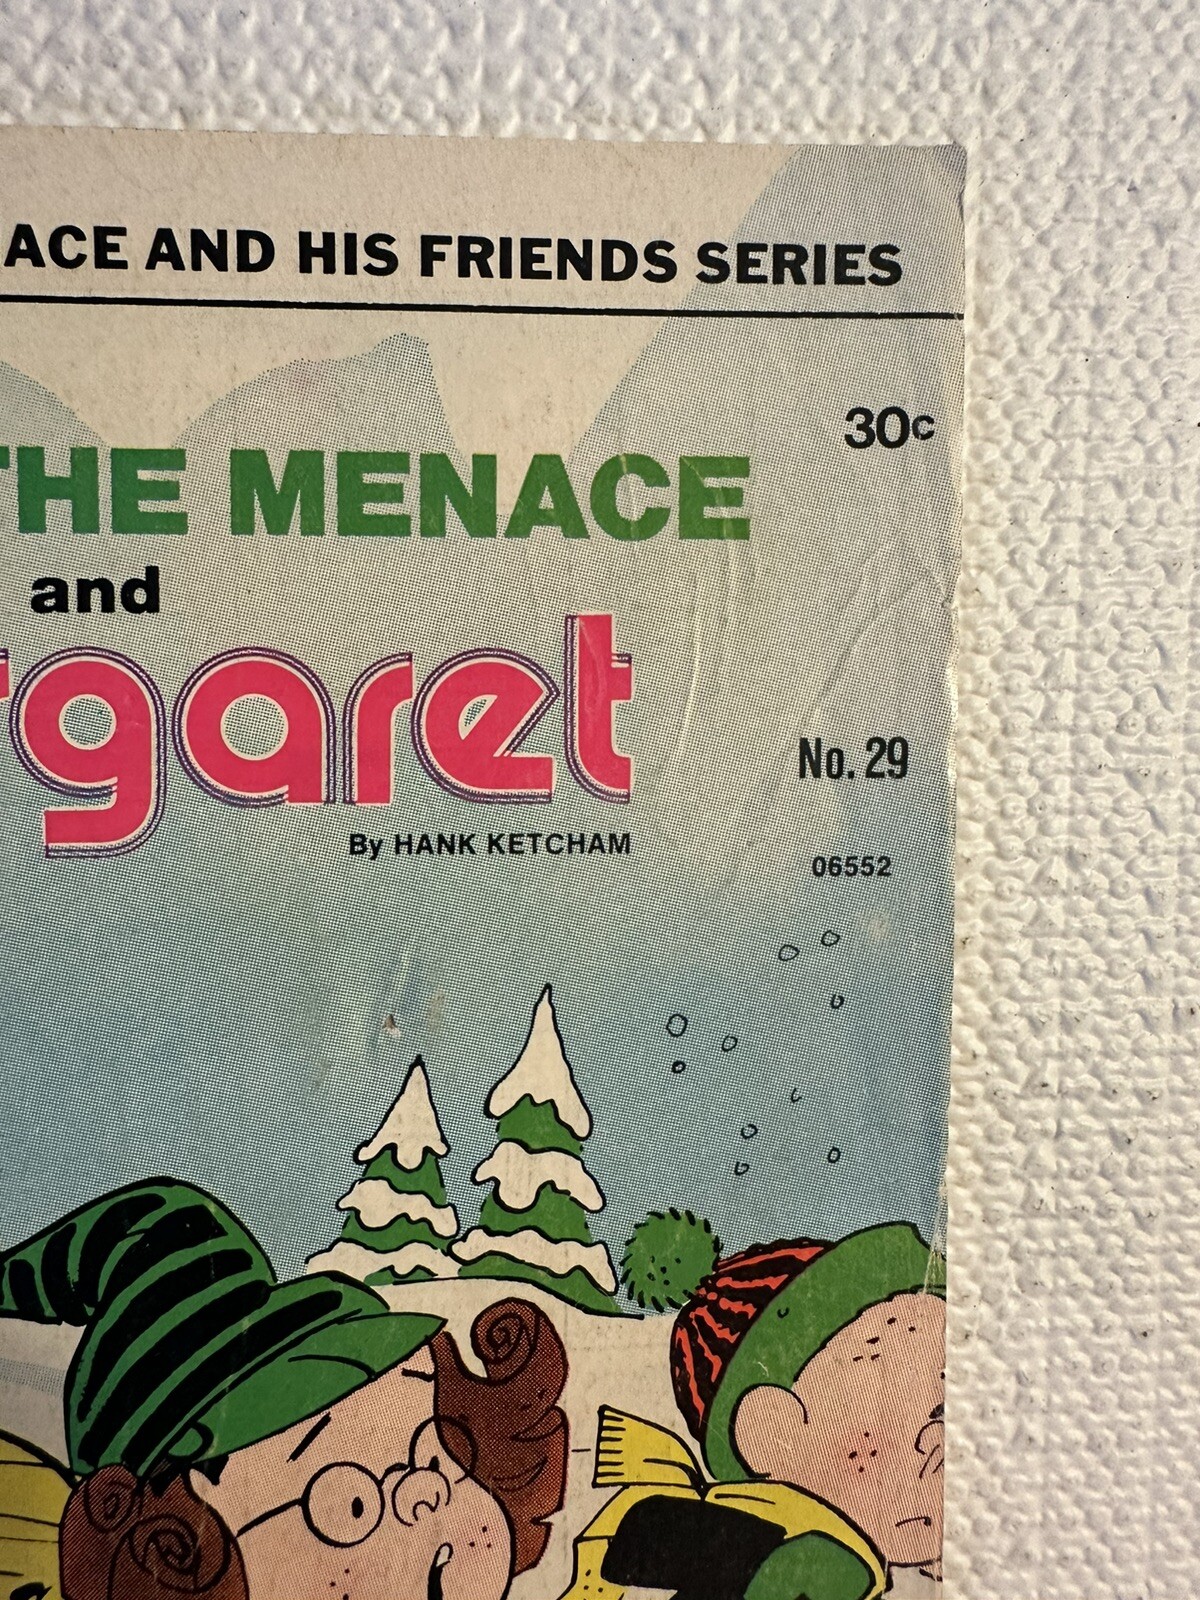 ACE AND HIS FRIENDS SERIES
30c
THE MENACE
and
rgaret
No. 29
By HANK KETCHAM
06552